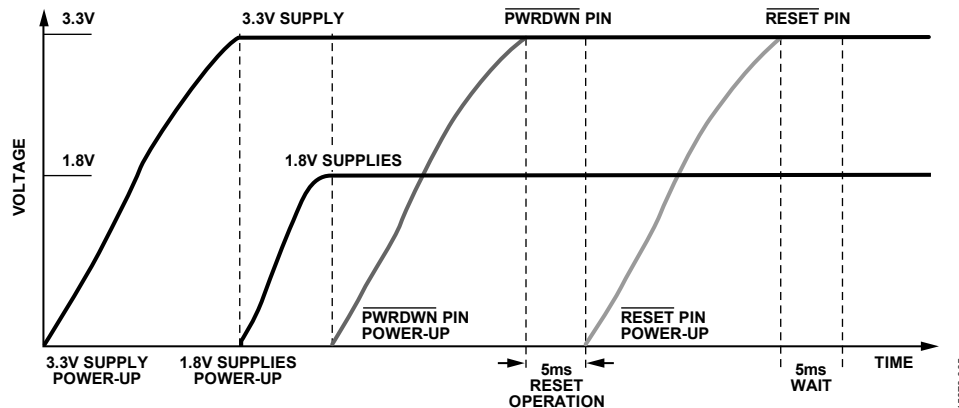 3.3V
3.3V SUPPLY
PWRDWN PIN
RESET PIN
VOLTAGE
1.8V
1.8V SUPPLIES
PWRDWN PIN
POWER-UP
RESET PIN
POWER-UP
3.3V SUPPLY
POWER-UP
1.8V SUPPLIES
POWER-UP
5ms
RESET
OPERATION
5ms
WAIT
TIME